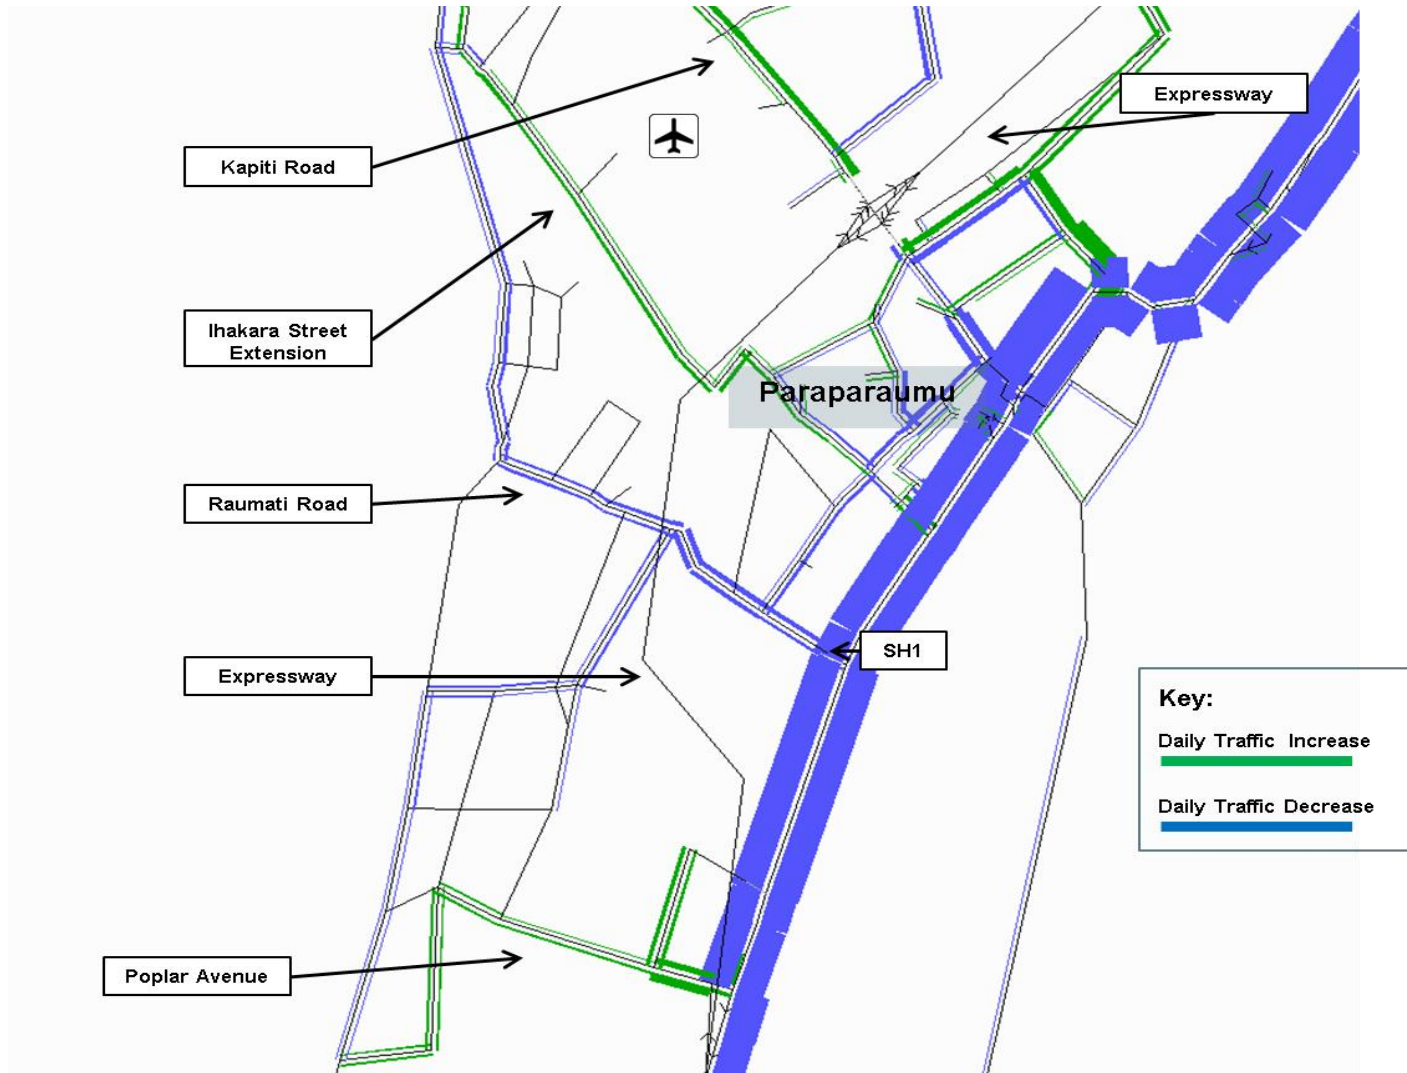 Expressway
Kapiti Road
Ihakara Street
Extension
Paraparaumu
Raumati Road
SH1
Expressway
Key:
Daily Traffic Increase
Daily Traffic Decrease
Poplar Avenue